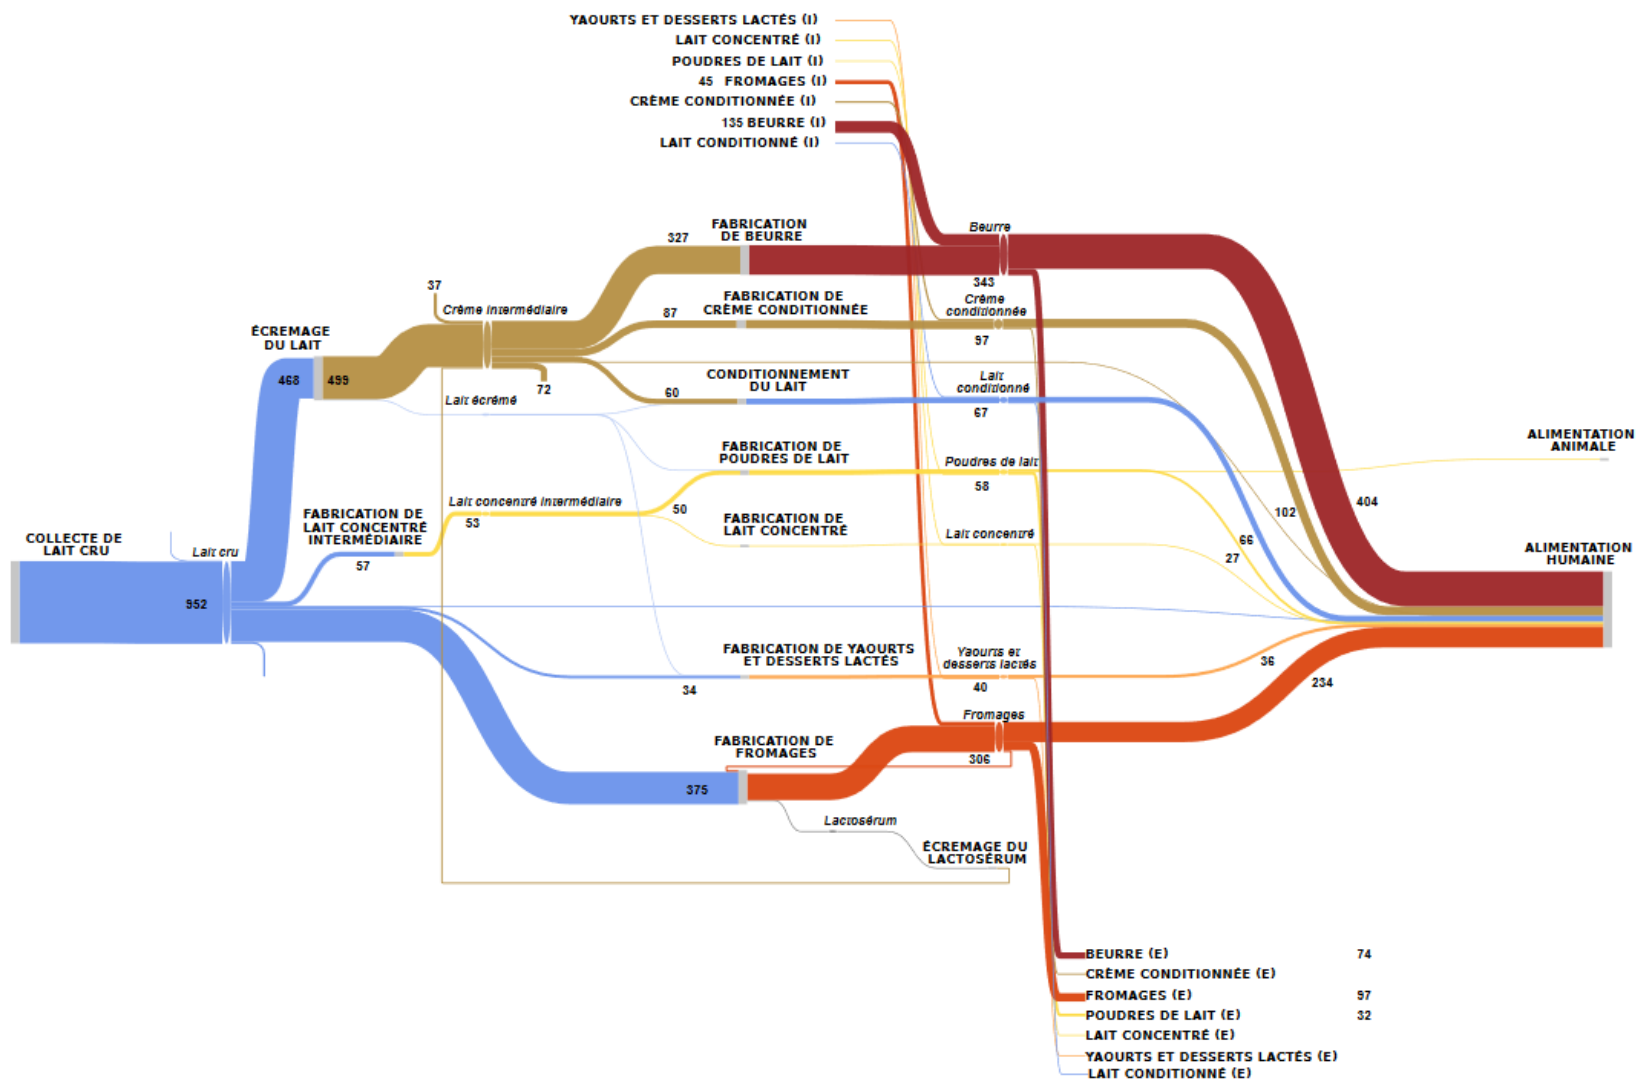 YAOURTS ET DESSERTS LACTÉS (I)
LAIT CONCENTRÉ (I)
POUDRES DE LAIT (I)
45 FROMAGES (I)
CRÈME CONDITIONNÉE (I)
135 BEURRE (I)
LAIT CONDITIONNÉ (I)
FABRICATION
DE BEURRE
327
Beurre
343
37
Crème intermédiaire
FABRICATION DE
CRÈME CONDITIONNÉE
87
Crème
conditionnée
97
ÉCREMAGE
DU LAIT
468
499
72
Lait écrémé
CONDITIONNEMENT
DU LAIT
60
Lait
conditionné
67
FABRICATION DE
POUDRES DE LAIT
Poudres de lait
58
ALIMENTATION
ANIMALE
Lait concentré intermédiaire
53
50
FABRICATION DE
LAIT CONCENTRÉ
Lait concentré
404
102
66
27
FABRICATION DE
LAIT CONCENTRÉ
INTERMÉDIAIRE
57
COLLECTE DE
LAIT CRU
Lait cru
952
ALIMENTATION
HUMAINE
FABRICATION DE YAOURTS
ET DESSERTS LACTÉS
34
Yaourts et
desserts lactés
40
36
234
Fromages
306
FABRICATION DE
FROMAGES
375
Lactosérum
ÉCREMAGE DU
LACTOSÉRUM
BEURRE (E) 74
CRÈME CONDITIONNÉE (E)
FROMAGES (E) 97
POUDRES DE LAIT (E) 32
LAIT CONCENTRÉ (E)
YAOURTS ET DESSERTS LACTÉS (E)
LAIT CONDITIONNÉ (E)